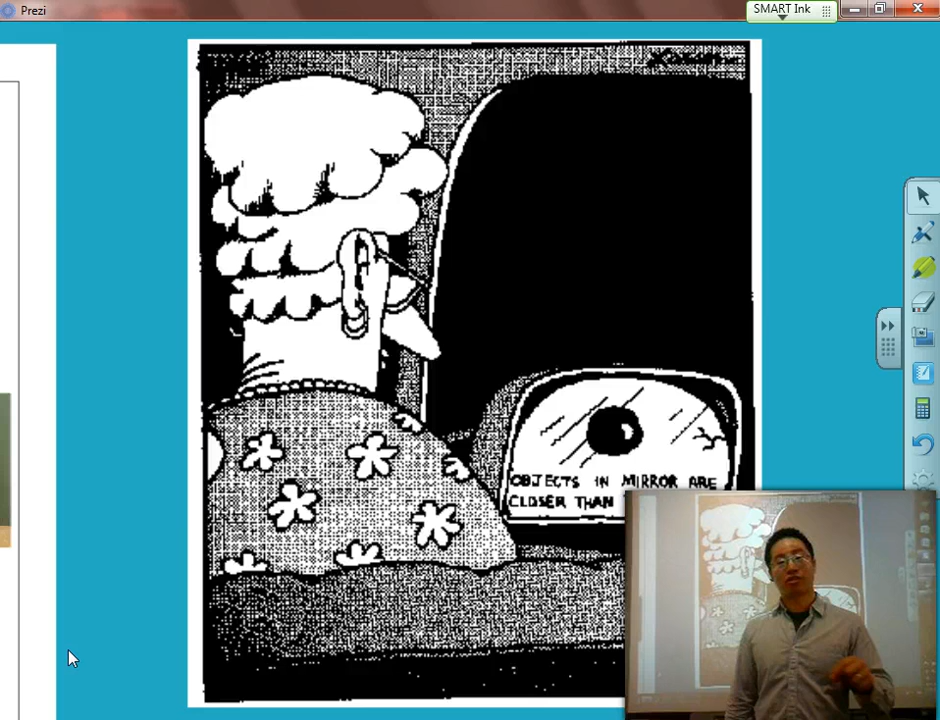 Prezi
SMART Ink
OBJECTS IN MIRROR ARE
CLOSER THAN